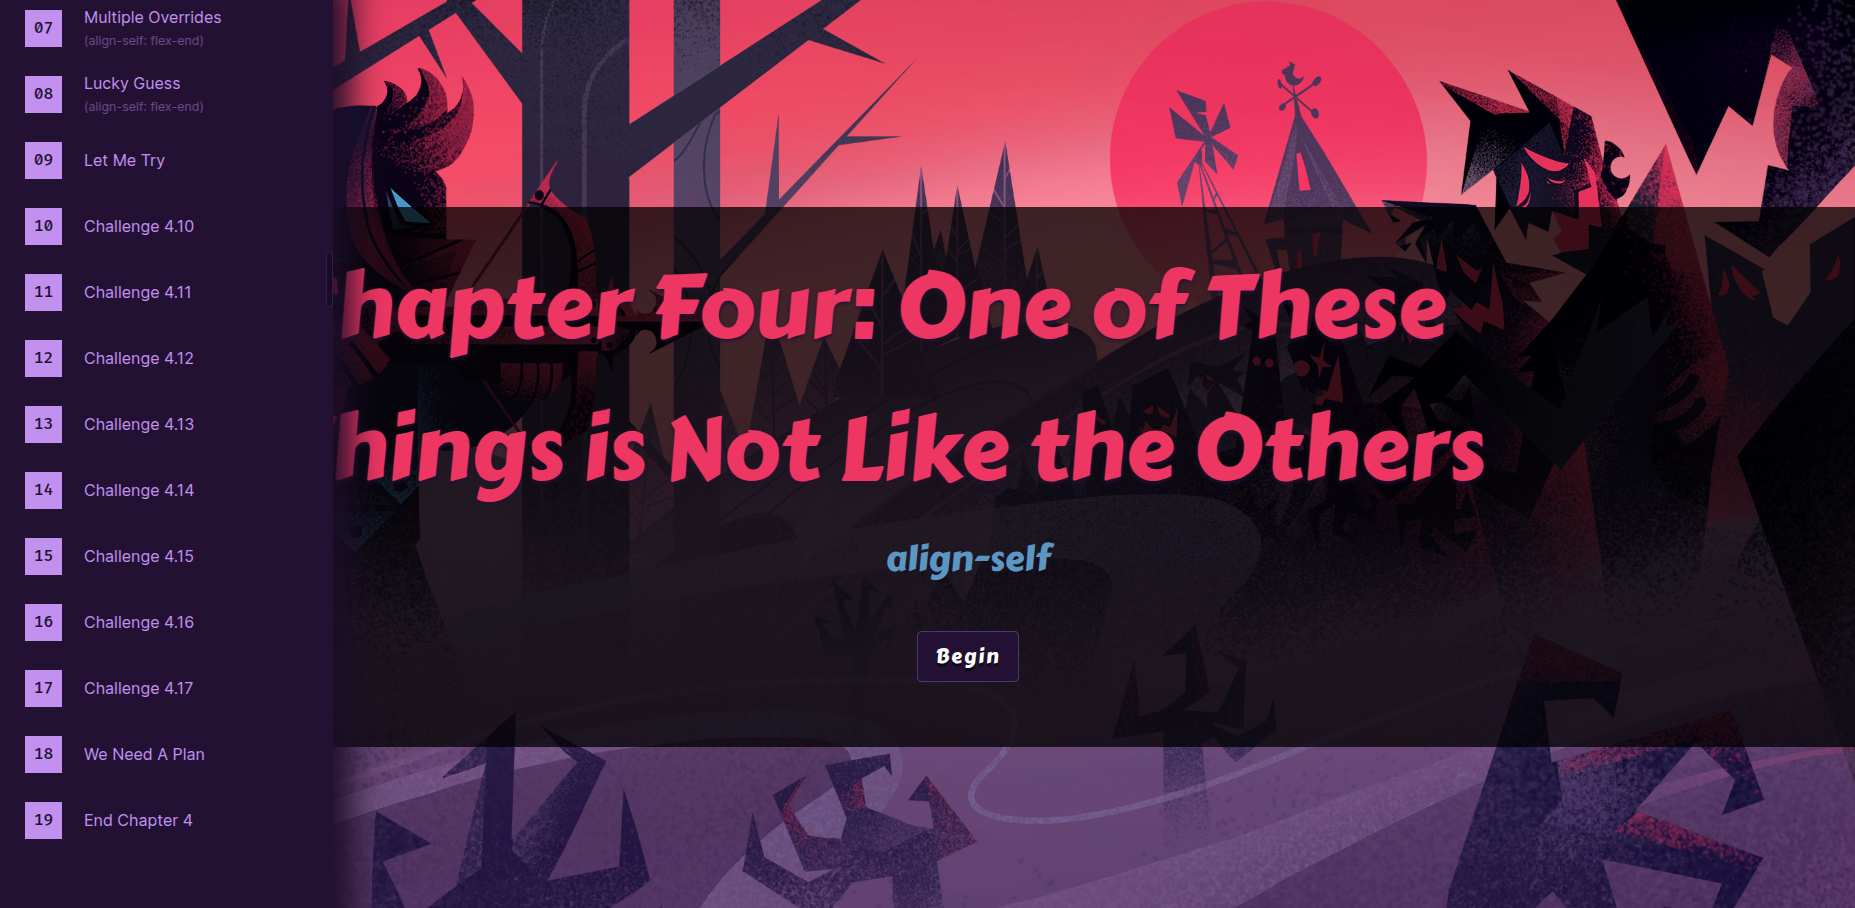 07
Multiple Overrides
(align-self: flex-end)
08
Lucky Guess
(align-self: flex-end)
09
Let Me Try
10
Challenge 4.10
11
Challenge 4.11
12
Challenge 4.12
13
Challenge 4.13
14
Challenge 4.14
15
Challenge 4.15
16
Challenge 4.16
17
Challenge 4.17
18
We Need A Plan
19
End Chapter 4
hapter Four: One of These
hings is Not Like the Others
align-self
Begin